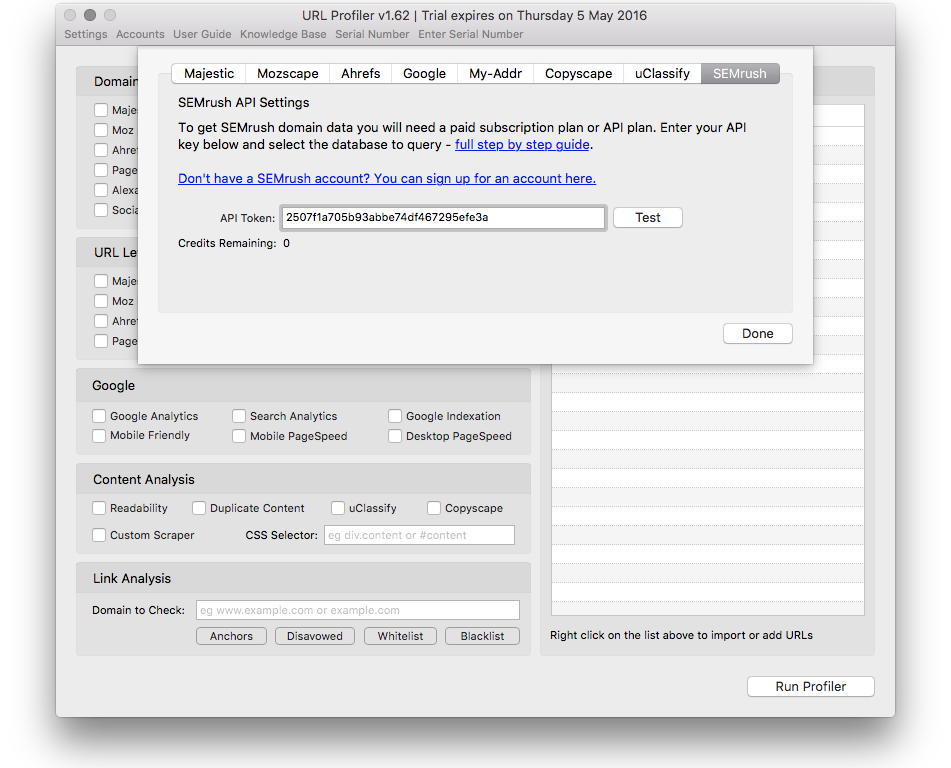 URL Profiler v1.62 | Trial expires on Thursday 5 May 2016
Settings Accounts User Guide Knowledge Base Serial Number Enter Serial Number
Majestic Mozscape Ahrefs Google My-Addr Copyscape uClassify SEMrush
SEMrush API Settings
To get SEMrush domain data you will need a paid subscription plan or API plan. Enter your API
key below and select the database to query - full step by step guide.
Don't have a SEMrush account? You can sign up for an account here.
API Token: 2507f1a705b93abbe74df467295efe3a Test
Credits Remaining: 0
Done
Domain
Maje
Moz
Ahref
Page
Alexa
Socia
URL Le
Maje
Moz
Ahref
Page
Google
Google Analytics Search Analytics Google Indexation
Mobile Friendly Mobile PageSpeed Desktop PageSpeed
Content Analysis
Readability Duplicate Content uClassify Copyscape
Custom Scraper CSS Selector: eg div.content or #content
Link Analysis
Domain to Check: eg www.example.com or example.com
Anchors Disavowed Whitelist Blacklist
Right click on the list above to import or add URLs
Run Profiler